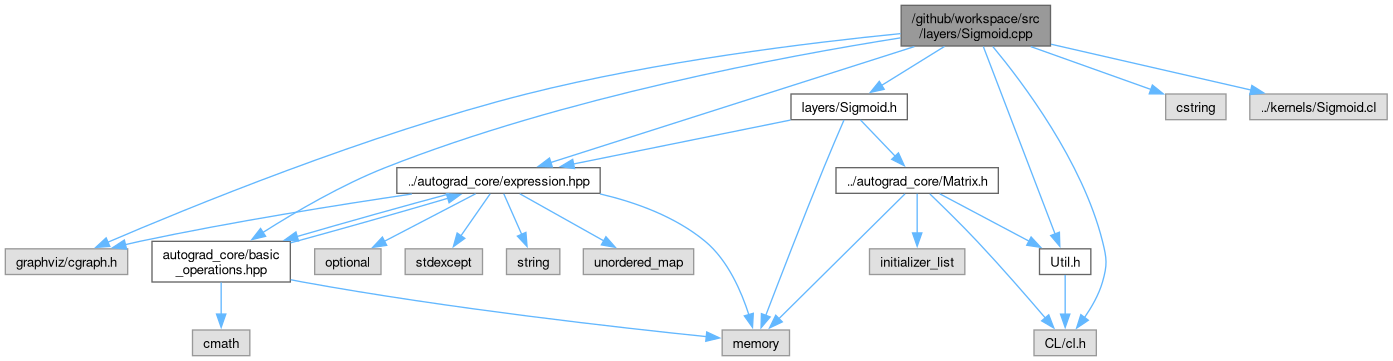 /github/workspace/src
/layers/Sigmoid.cpp
layers/Sigmoid.h
cstring
../kernels/Sigmoid.cl
../autograd_core/expression.hpp
../autograd_core/Matrix.h
graphviz/cgraph.h
autograd_core/basic
_operations.hpp
optional
stdexcept
string
unordered_map
initializer_list
Util.h
cmath
memory
CL/cl.h